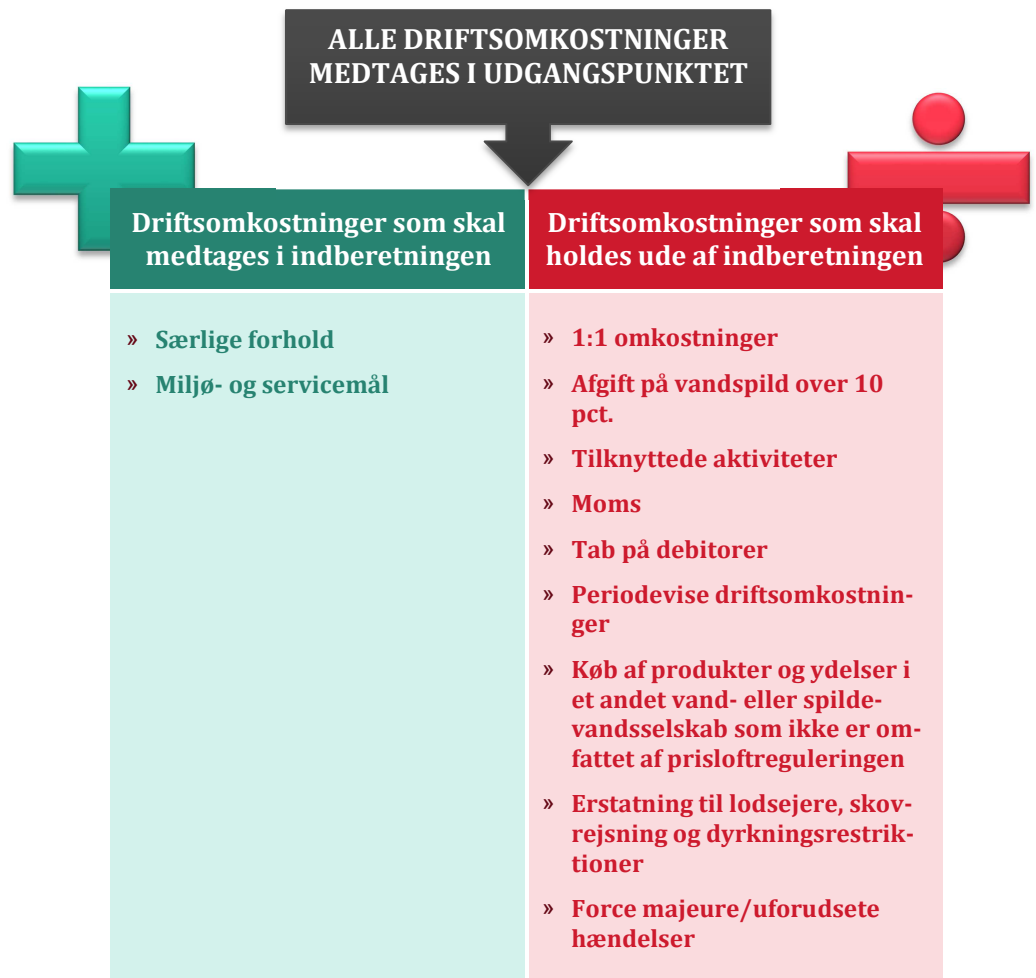 ALLE DRIFTSOMKOSTNINGER
MEDTAGES I UDGANGSPUNKTET
Driftsomkostninger som skal
medtages i indberetningen
» Særlige forhold
» Miljø- og servicemål
Driftsomkostninger som skal
holdes ude af indberetningen
» 1:1 omkostninger
» Afgift på vandspild over 10
pct.
» Tilknyttede aktiviteter
» Moms
» Tab på debitorer
» Periodevise driftsomkostnin-
ger
» Køb af produkter og ydelser i
et andet vand- eller spilde-
vandsselskab som ikke er om-
fattet af prisloftreguleringen
» Erstatning til lodsejere, skov-
rejsning og dyrkningsrestrik-
tioner
» Force majeure/uforudsete
hændelser